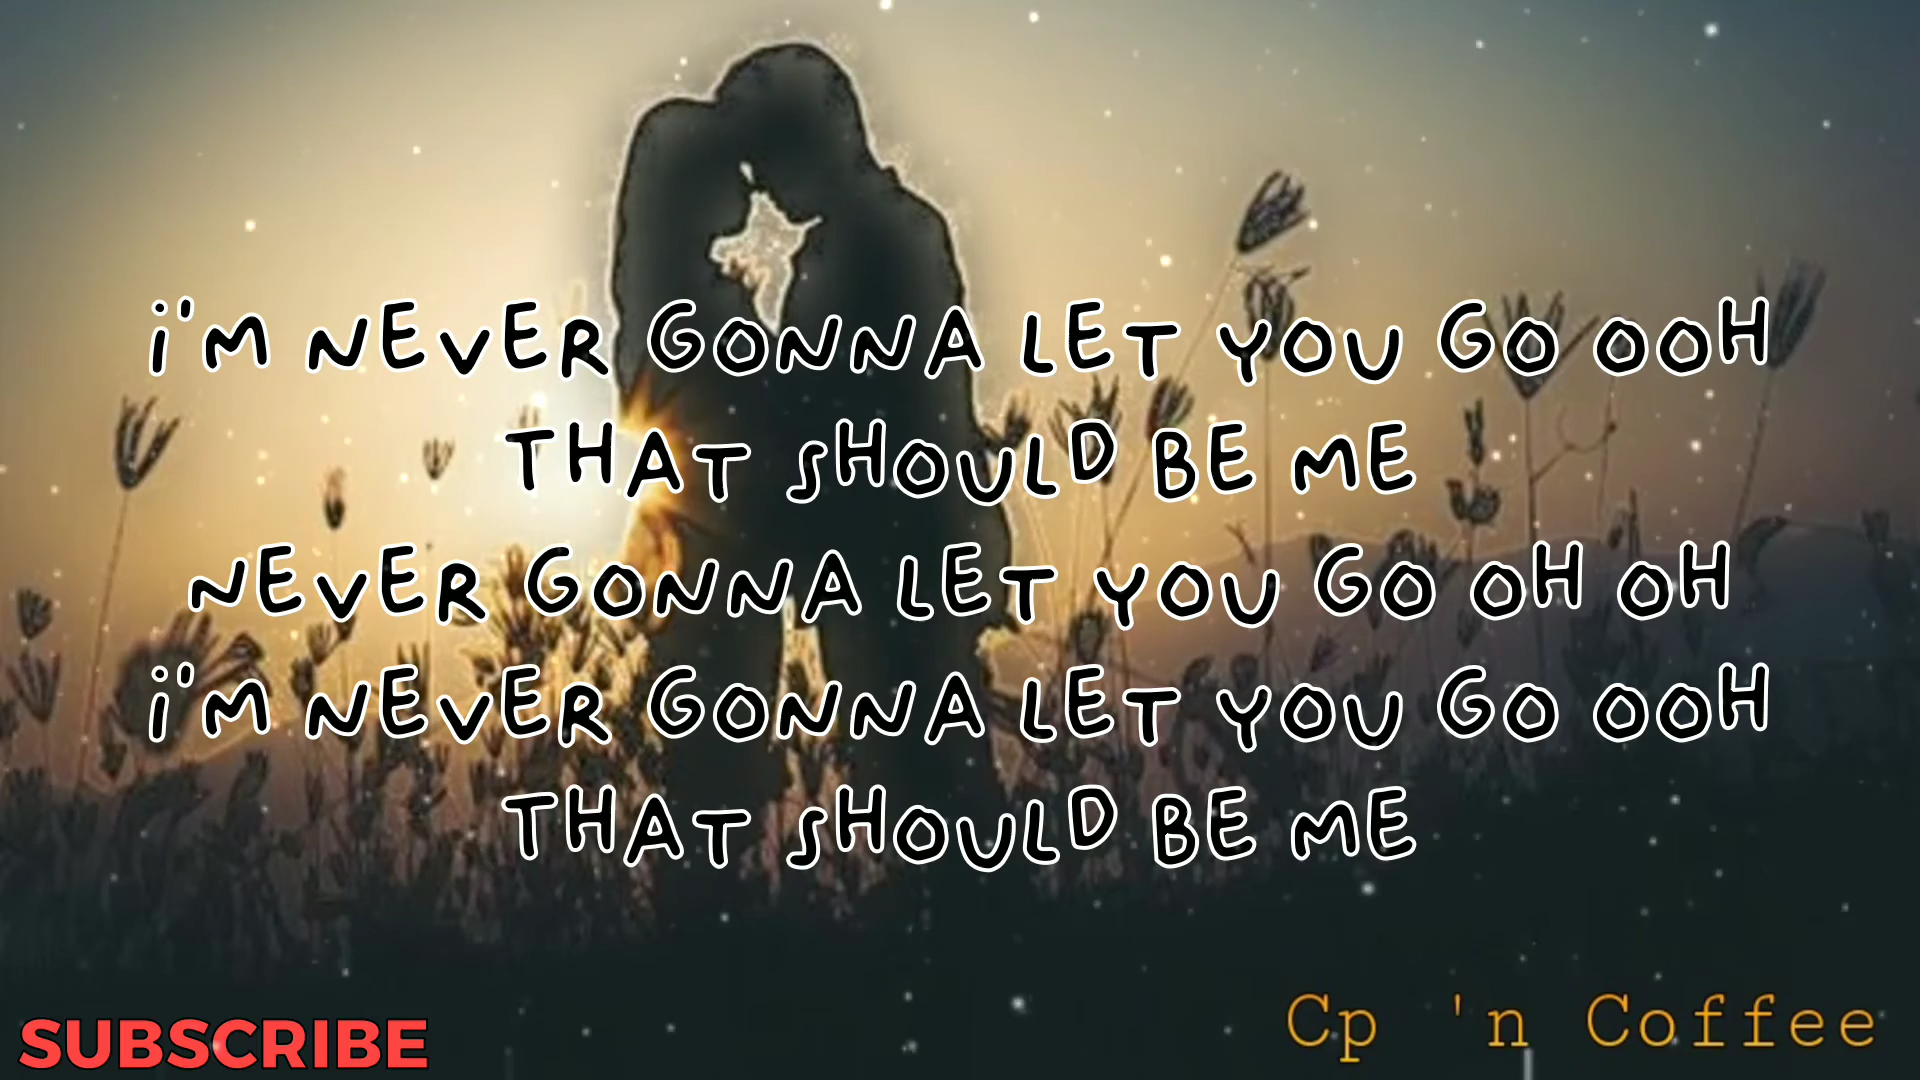 i'M NEVER GONNA LET YOU GO OOH
THAT SHOULD BE ME
NEVER GONNA LET YOU GO OH OH
i'M NEVER GONNA LET YOU GO OOH
THAT SHOULD BE ME
SUBSCRIBE
Cp 'n Coffee